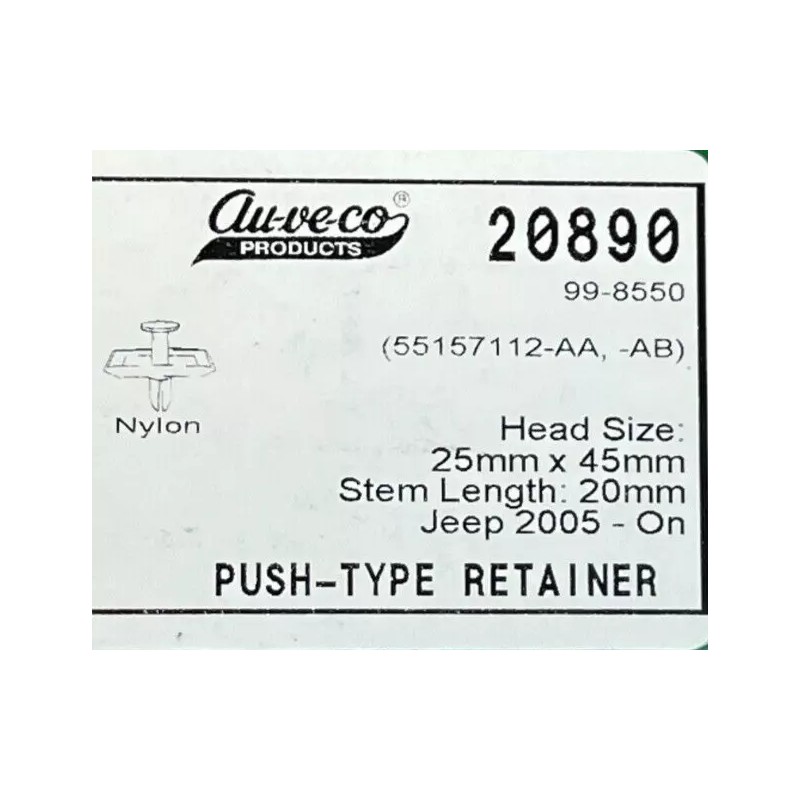 au-ve-co®
PRODUCTS
20890
99-8550
(55157112-AA, -AB)
Nylon
Head Size:
25mm x 45mm
Stem Length: 20mm
Jeep 2005 - On
PUSH-TYPE RETAINER